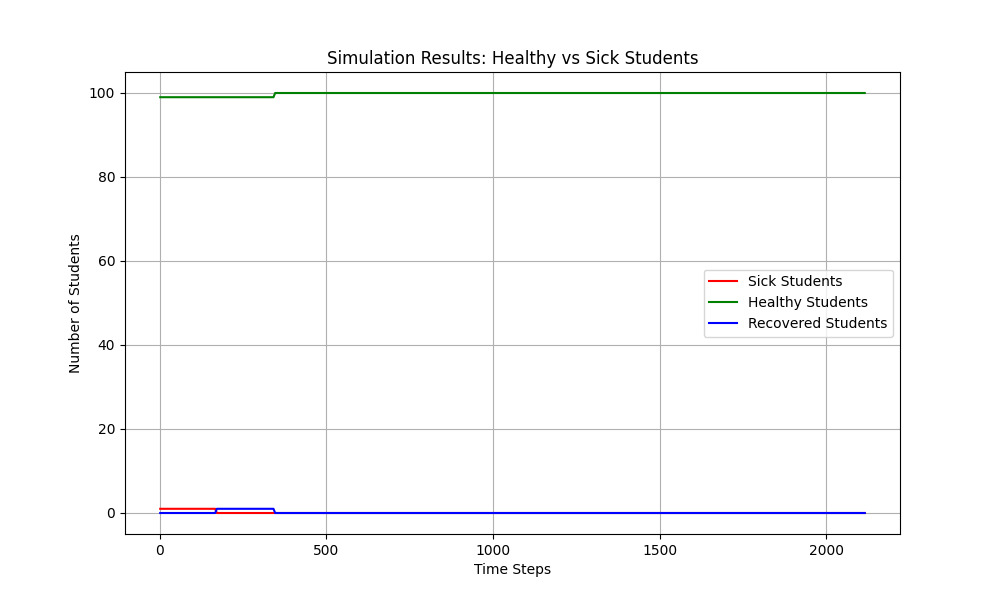 Simulation Results: Healthy vs Sick Students
100
80
60
40
20
0
Number of Students
Sick Students
Healthy Students
Recovered Students
0 500 1000 1500 2000
Time Steps